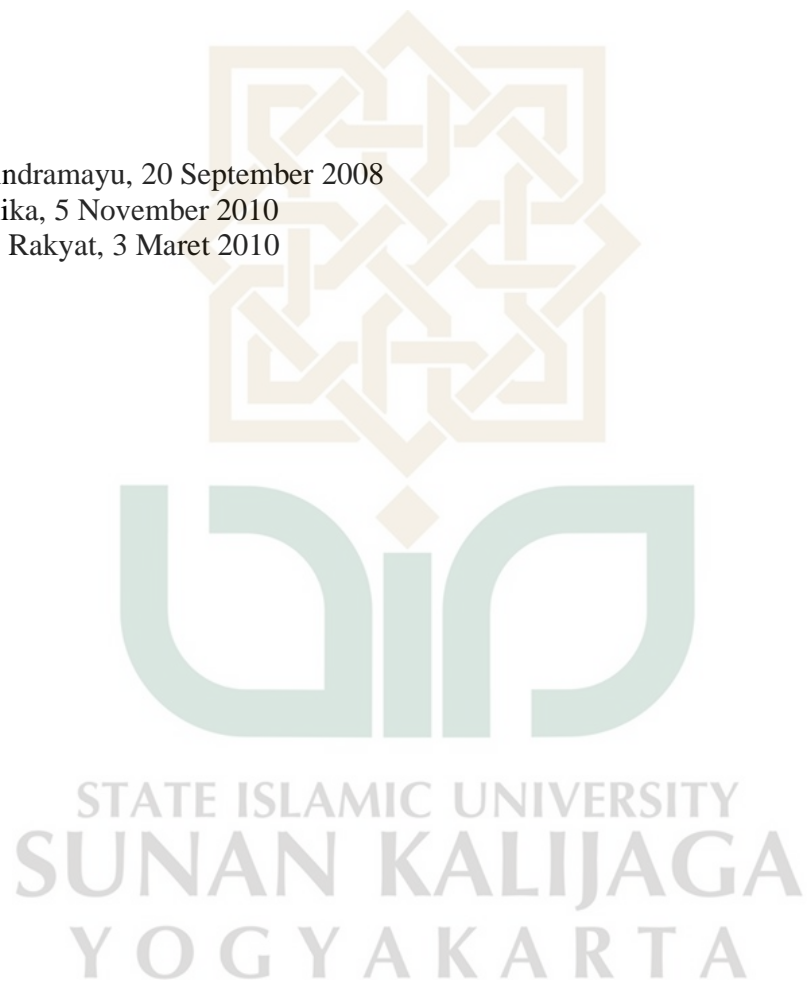 ndramayu, 20 September 2008
ika, 5 November 2010
Rakyat, 3 Maret 2010
STATE ISLAMIC UNIVERSITY
SUNAN KALIJAGA
YOGYAKARTA